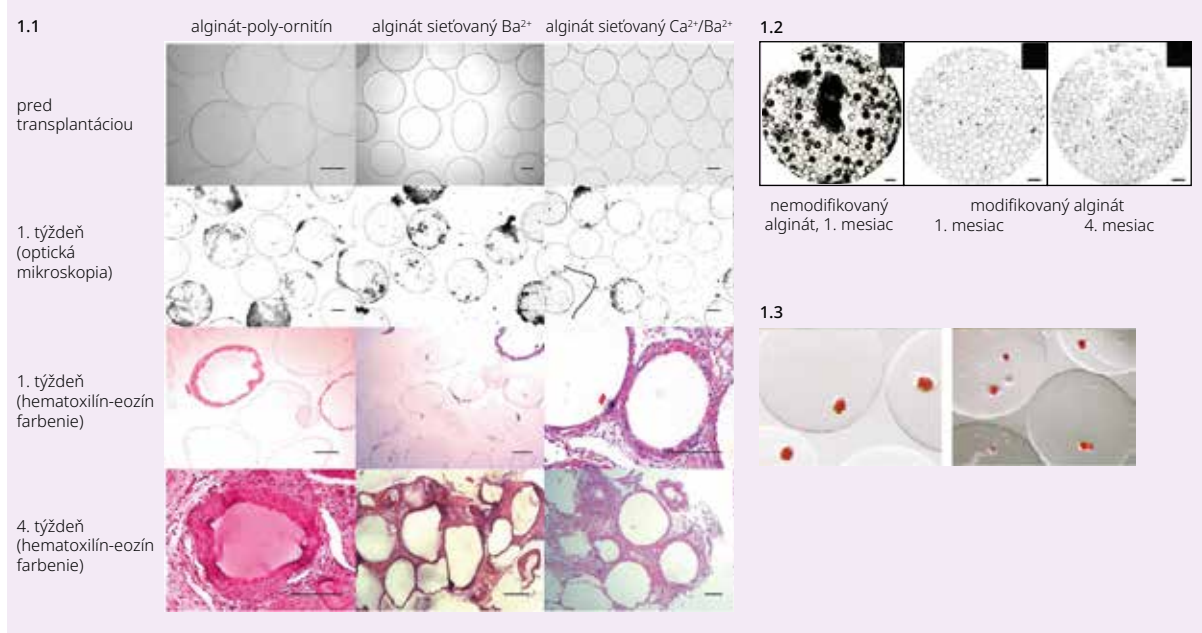 1.1
alginát-poly-ornitín
alginát sieťovaný Ba²⁺
alginát sieťovaný Ca²⁺/Ba²⁺
pred
transplantáciou
1. týždeň
(optická
mikroskopia)
1. týždeň
(hematoxilín-eozín
farbenie)
4. týždeň
(hematoxilín-eozín
farbenie)
1.2
nemodifikovaný
alginát, 1. mesiac
modifikovaný alginát
1. mesiac
4. mesiac
1.3